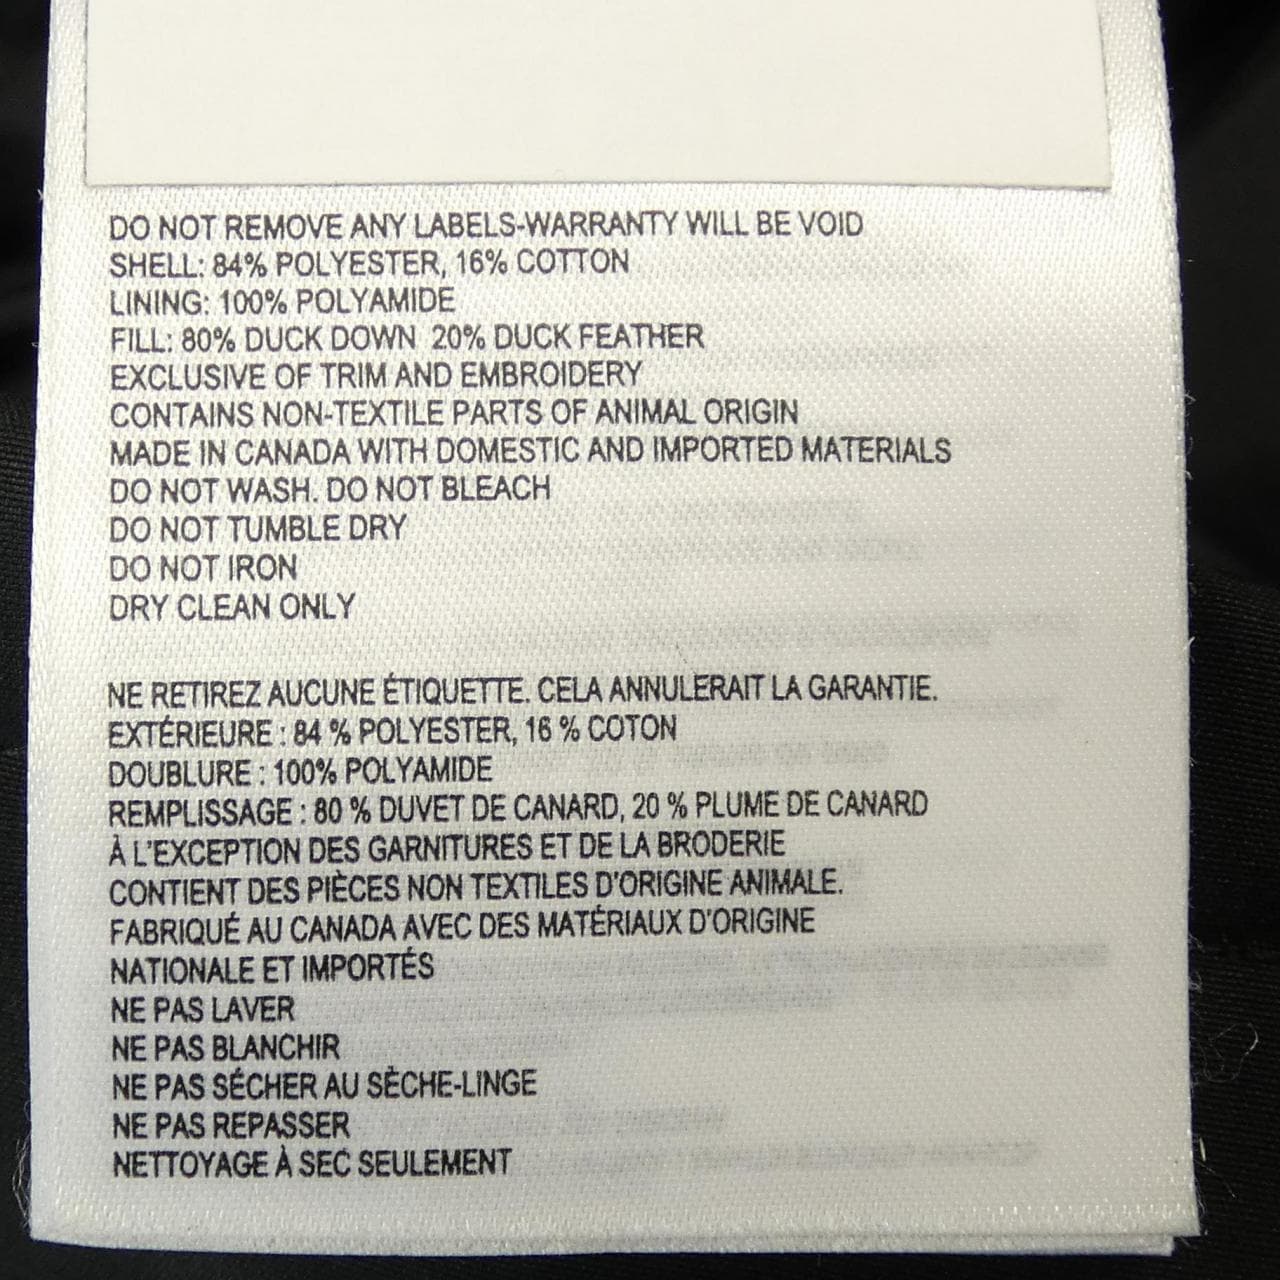 DO NOT REMOVE ANY LABELS-WARRANTY WILL BE VOID
SHELL: 84% POLYESTER, 16% COTTON
LINING: 100% POLYAMIDE
FILL: 80% DUCK DOWN  20% DUCK FEATHER
EXCLUSIVE OF TRIM AND EMBROIDERY
CONTAINS NON-TEXTILE PARTS OF ANIMAL ORIGIN
MADE IN CANADA WITH DOMESTIC AND IMPORTED MATERIALS
DO NOT WASH. DO NOT BLEACH
DO NOT TUMBLE DRY
DO NOT IRON
DRY CLEAN ONLY
NE RETIREZ AUCUNE ÉTIQUETTE. CELA ANNULERAIT LA GARANTIE.
EXTÉRIEURE : 84 % POLYESTER, 16 % COTON
DOUBLURE : 100% POLYAMIDE
REMPLISSAGE : 80 % DUVET DE CANARD, 20 % PLUME DE CANARD
À L'EXCEPTION DES GARNITURES ET DE LA BRODERIE
CONTIENT DES PIÈCES NON TEXTILES D'ORIGINE ANIMALE.
FABRIQUÉ AU CANADA AVEC DES MATÉRIAUX D'ORIGINE
NATIONALE ET IMPORTÉS
NE PAS LAVER
NE PAS BLANCHIR
NE PAS SÉCHER AU SÈCHE-LINGE
NE PAS REPASSER
NETTOYAGE À SEC SEULEMENT